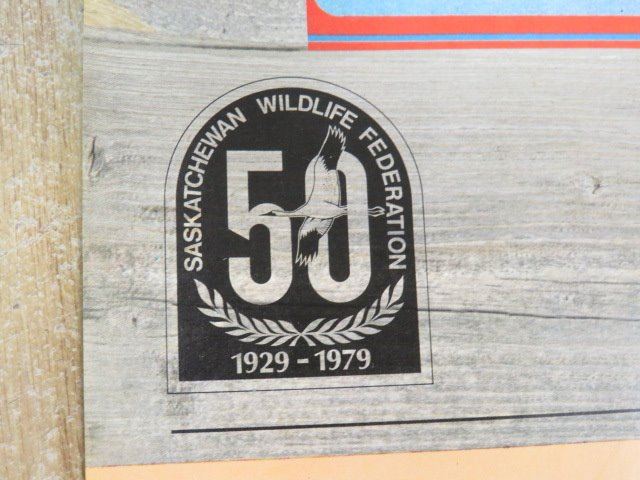 SASKATCHEWAN WILDLIFE FEDERATION
50
1929 - 1979